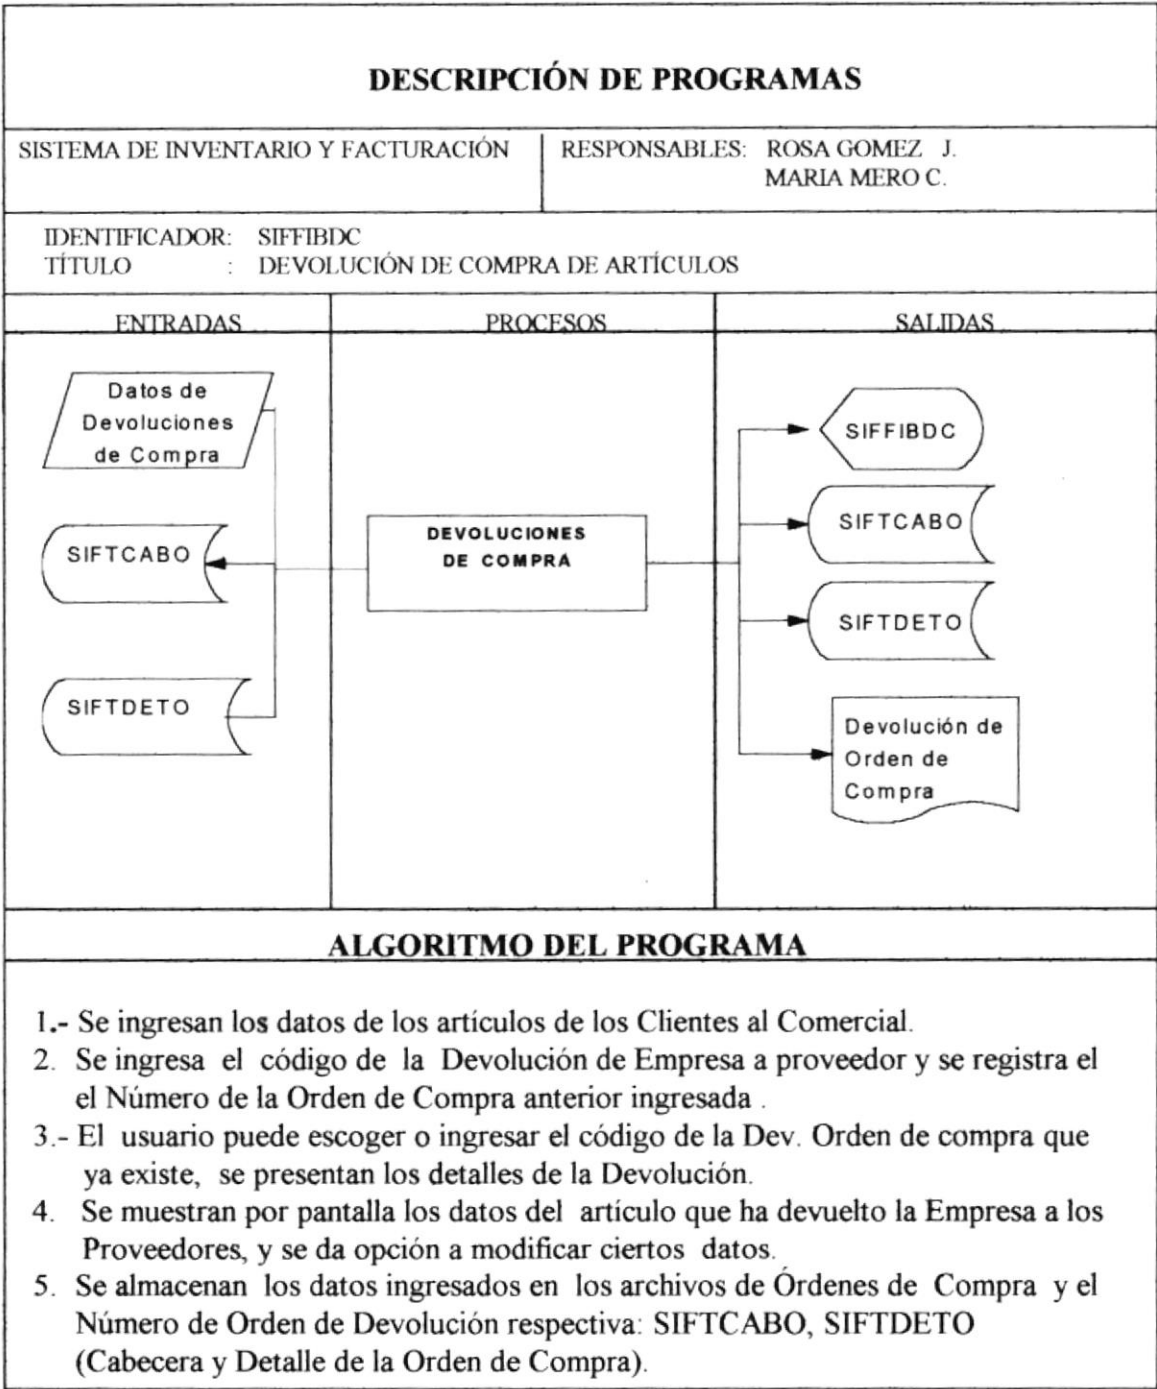 DESCRIPCIÓN DE PROGRAMAS
SISTEMA DE INVENTARIO Y FACTURACIÓN
RESPONSABLES: ROSA GOMEZ J.
MARIA MERO C.
IDENTIFICADOR: SIFFIBDC
TÍTULO : DEVOLUCIÓN DE COMPRA DE ARTÍCULOS
ENTRADAS
PROCESOS
SALIDAS
Datos de
Devoluciones
de Compra
SIFTCABO
SIFTDETO
DEVOLUCIONES
DE COMPRA
SIFFIBDC
SIFTCABO
SIFTDETO
Devolución de
Orden de
Compra
ALGORITMO DEL PROGRAMA
1.- Se ingresan los datos de los artículos de los Clientes al Comercial.
2. Se ingresa el código de la Devolución de Empresa a proveedor y se registra el
el Número de la Orden de Compra anterior ingresada .
3.- El usuario puede escoger o ingresar el código de la Dev. Orden de compra que
ya existe, se presentan los detalles de la Devolución.
4. Se muestran por pantalla los datos del artículo que ha devuelto la Empresa a los
Proveedores, y se da opción a modificar ciertos datos.
5. Se almacenan los datos ingresados en los archivos de Órdenes de Compra y el
Número de Orden de Devolución respectiva: SIFTCABO, SIFTDETO
(Cabecera y Detalle de la Orden de Compra).